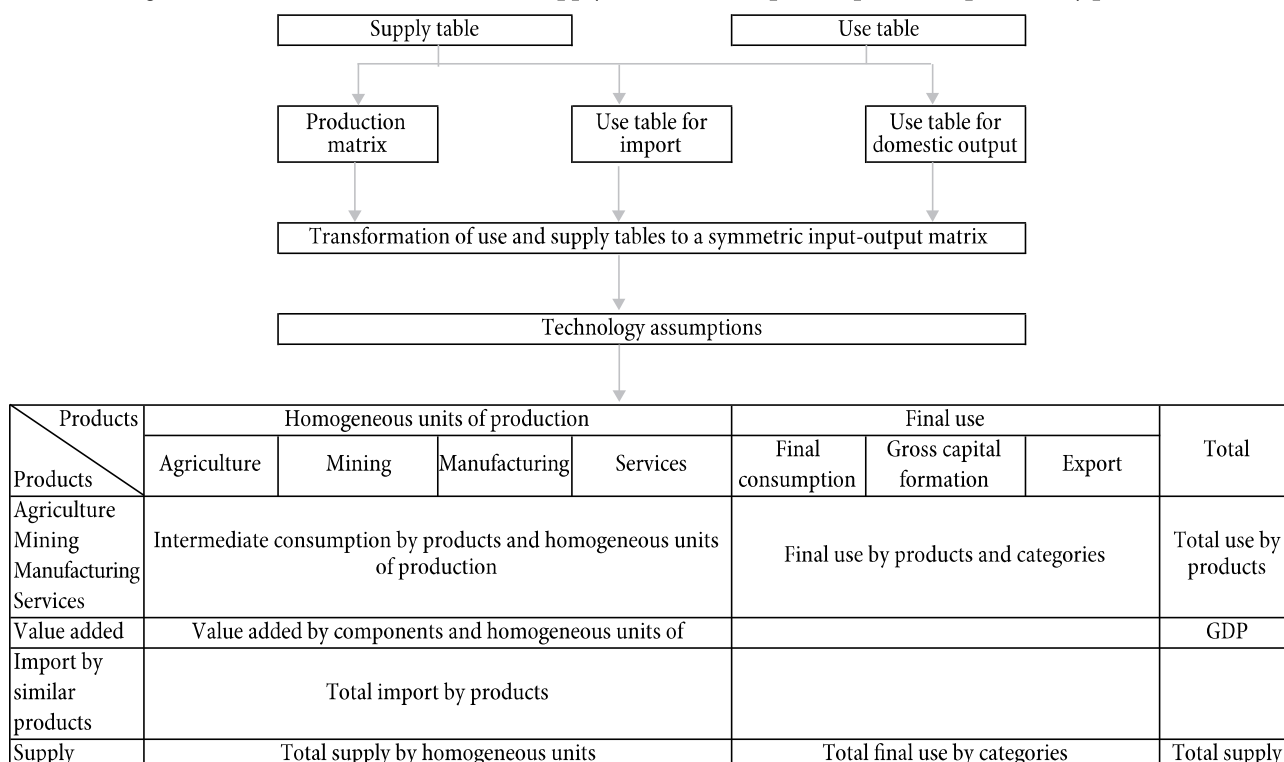 Supply table
Use table
Production
matrix
Use table for
import
Use table for
domestic output
Transformation of use and supply tables to a symmetric input-output matrix
Technology assumptions
Products
Products
Homogeneous units of production
Final use
Total
Agriculture
Mining
Manufacturing
Services
Final
consumption
Gross capital
formation
Export
Agriculture
Mining
Manufacturing
Services
Intermediate consumption by products and homogeneous units
of production
Final use by products and categories
Total use by
products
Value added
Value added by components and homogeneous units of
GDP
Import by
similar
products
Total import by products
Supply
Total supply by homogeneous units
Total final use by categories
Total supply